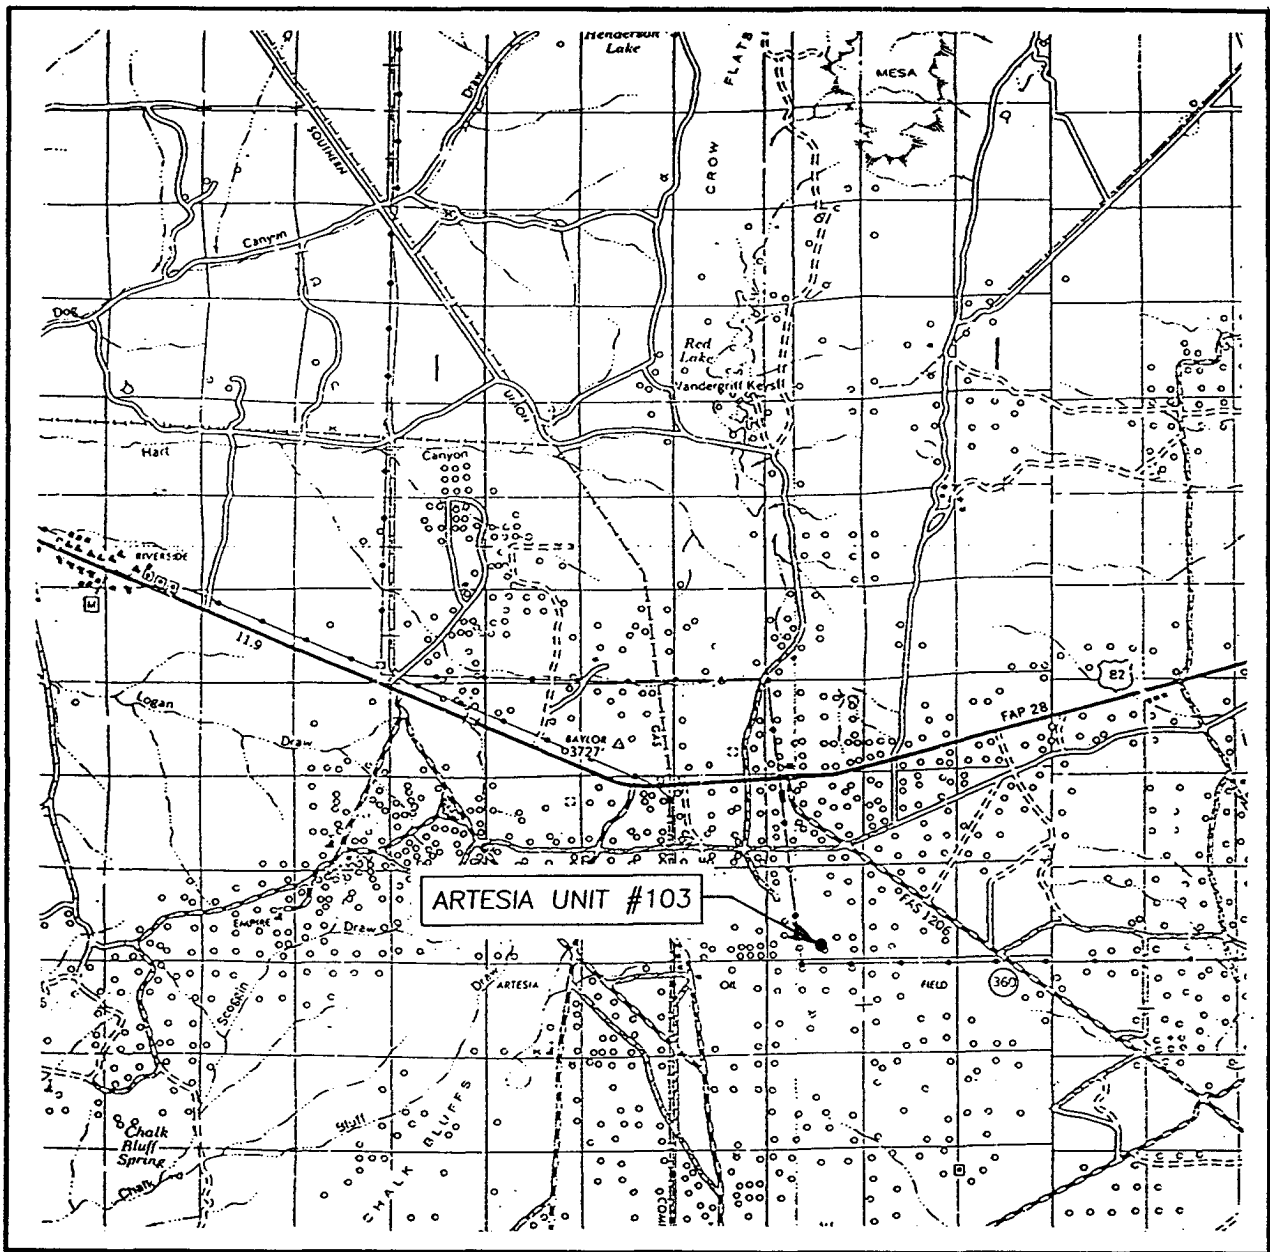 Henderson
Lake
FLATS
MESA
Draw
SOUTHERN
CROW
Canyon
Dog
Red
Lake
Vandergriff Keys
UNION
Hart
Canyon
RIVERSIDE
M
11.9
82
Logan
FAP 28
Draw
BAYLOR
3727
GAS
ARTESIA UNIT #103
EMPIRE
Draw
FAS 1206
Draw
ARTESIA
OIL
FIELD
360
Scoggin
Bluff
CHALK BLUFFS
Chalk
Bluff
Spring
Chalk